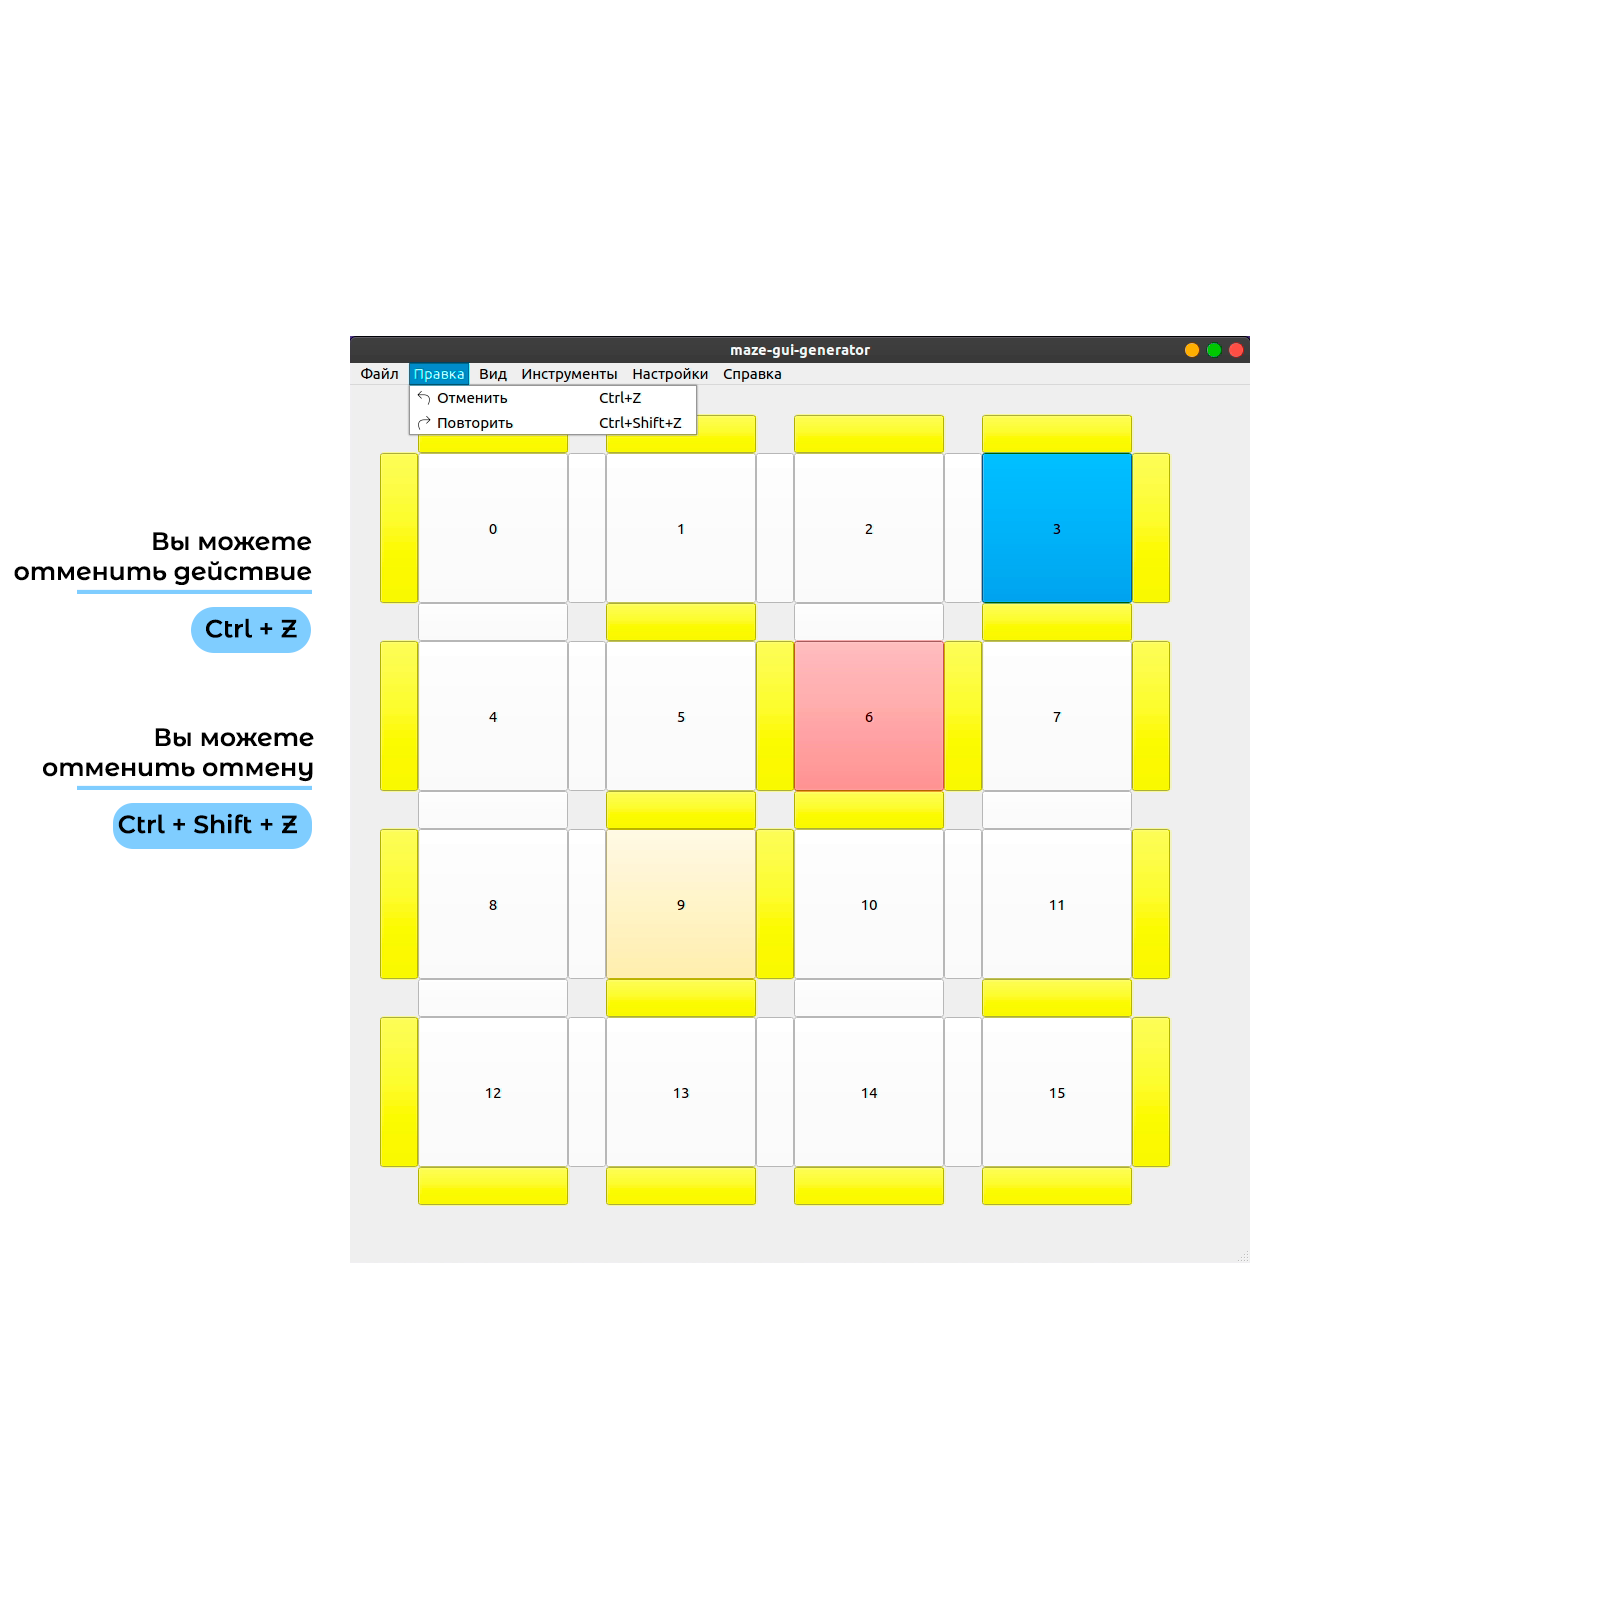 maze-gui-generator
Файл Правка Вид Инструменты Настройки Справка
Отменить Ctrl+Z
Повторить Ctrl+Shift+Z
Вы можете
отменить действие
Ctrl + Z
Вы можете
отменить отмену
Ctrl + Shift + Z
0 1 2 3
4 5 6 7
8 9 10 11
12 13 14 15